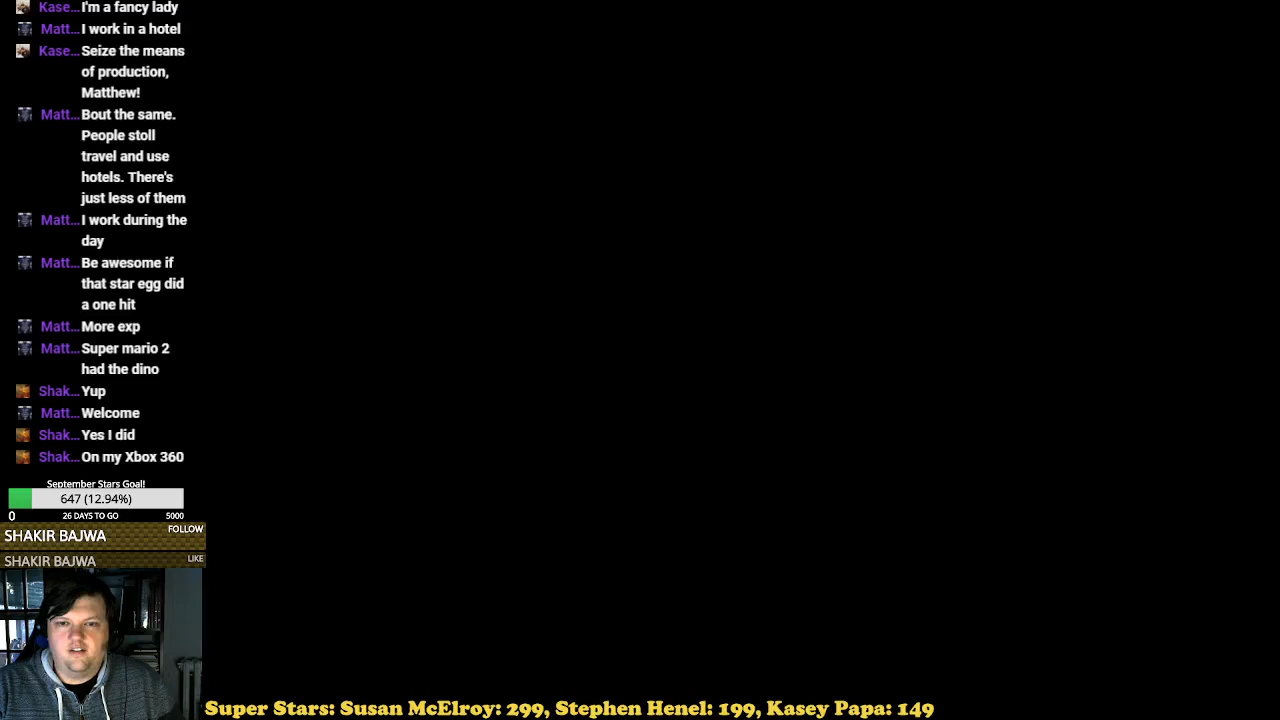 Kase... I'm a fancy lady
Matt... I work in a hotel
Kase... Seize the means
of production,
Matthew!
Matt... Bout the same.
People stoll
travel and use
hotels. There's
just less of them
Matt... I work during the
day
Matt... Be awesome if
that star egg did
a one hit
Matt... More exp
Matt... Super mario 2
had the dino
Shak... Yup
Matt... Welcome
Shak... Yes I did
Shak... On my Xbox 360
September Stars Goal!
647 (12.94%)
0 26 DAYS TO GO 5000
SHAKIR BAJWA FOLLOW
SHAKIR BAJWA LIKE
Super Stars: Susan McElroy: 299, Stephen Henel: 199, Kasey Papa: 149